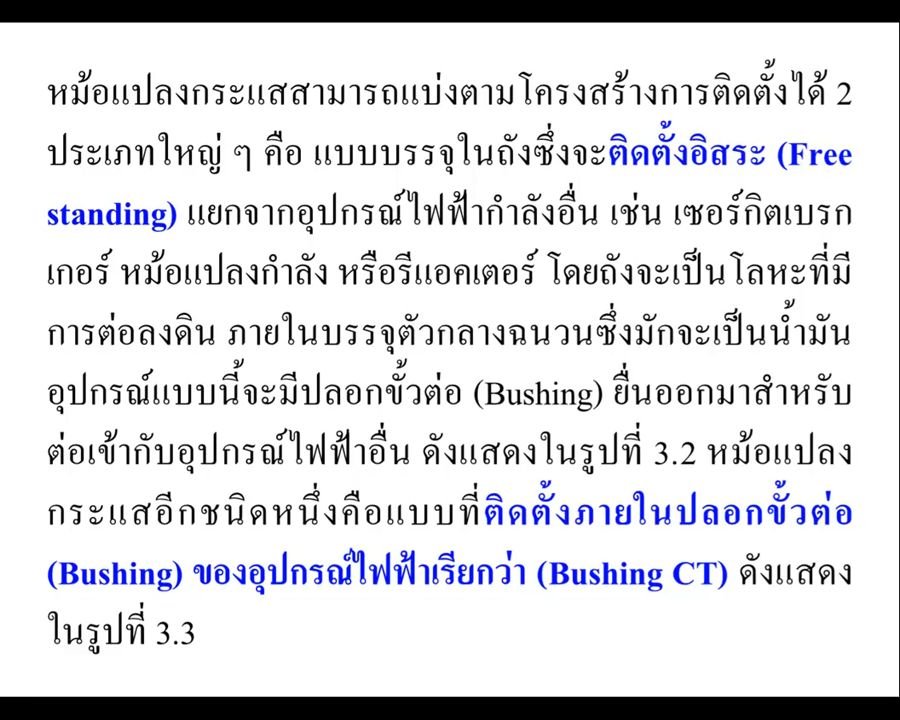 หม้อแปลงกระแสสามารถแบ่งตามโครงสร้างการติดตั้งได้ 2
ประเภทใหญ่ ๆ คือ แบบบรรจุในถังซึ่งจะติดตั้งอิสระ (Free
standing) แยกจากอุปกรณ์ไฟฟ้ากำลังอื่น เช่น เซอร์กิตเบรก
เกอร์ หม้อแปลงกำลัง หรือรีแอคเตอร์ โดยถังจะเป็นโลหะที่มี
การต่อลงดิน ภายในบรรจุตัวกลางฉนวนซึ่งมักจะเป็นน้ำมัน
อุปกรณ์แบบนี้จะมีปลอกขั้วต่อ (Bushing) ยื่นออกมาสำหรับ
ต่อเข้ากับอุปกรณ์ไฟฟ้าอื่น ดังแสดงในรูปที่ 3.2 หม้อแปลง
กระแสอีกชนิดหนึ่งคือแบบที่ติดตั้งภายในปลอกขั้วต่อ
(Bushing) ของอุปกรณ์ไฟฟ้าเรียกว่า (Bushing CT) ดังแสดง
ในรูปที่ 3.3